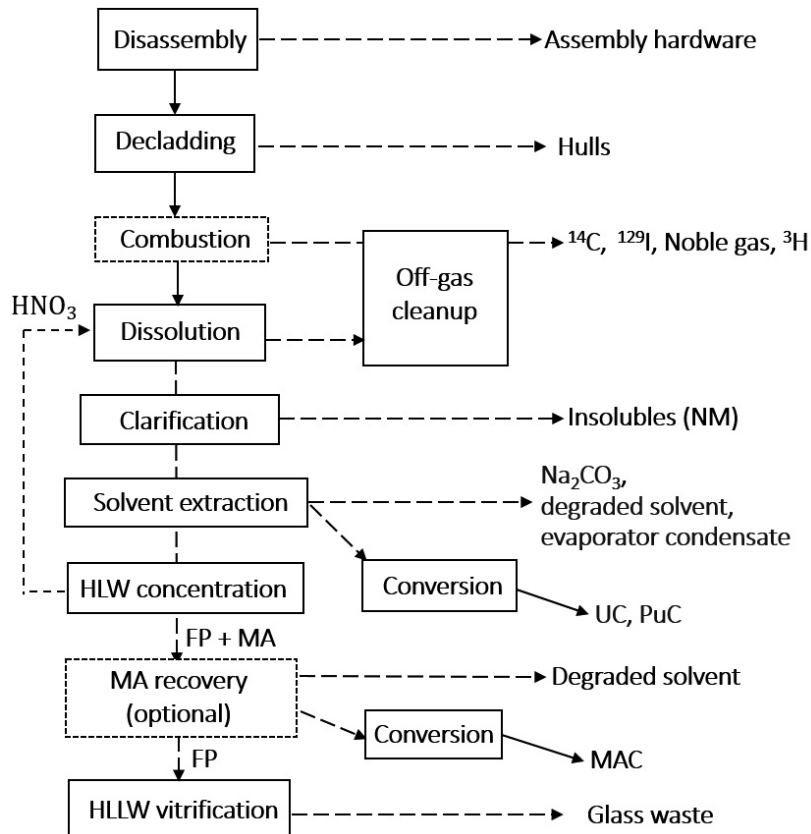 Disassembly
Assembly hardware
Decladding
Hulls
Combustion
Off-gas
cleanup
¹⁴C, ¹²⁹I, Noble gas, ³H
HNO₃
Dissolution
Clarification
Insolubles (NM)
Solvent extraction
Na₂CO₃,
degraded solvent,
evaporator condensate
HLW concentration
Conversion
UC, PuC
FP + MA
MA recovery
(optional)
Degraded solvent
Conversion
MAC
FP
HLLW vitrification
Glass waste